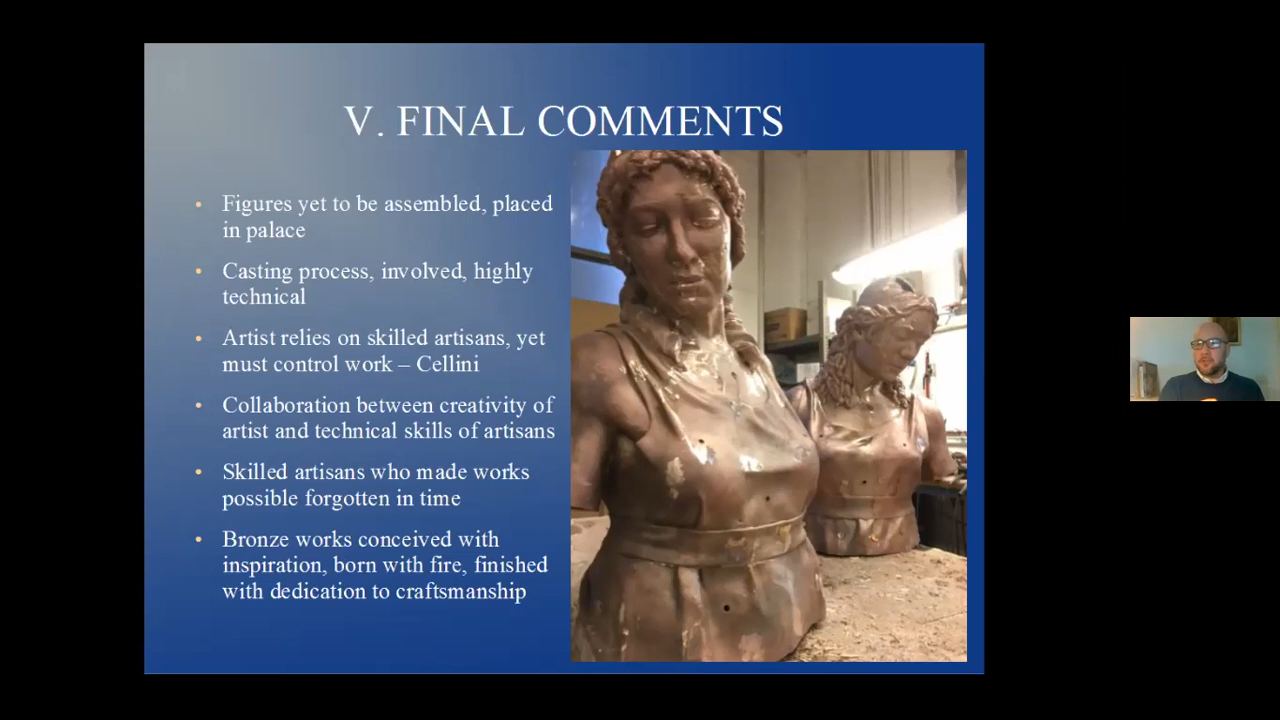 V. FINAL COMMENTS
• Figures yet to be assembled, placed
in palace
• Casting process, involved, highly
technical
• Artist relies on skilled artisans, yet
must control work – Cellini
• Collaboration between creativity of
artist and technical skills of artisans
• Skilled artisans who made works
possible forgotten in time
• Bronze works conceived with
inspiration, born with fire, finished
with dedication to craftsmanship